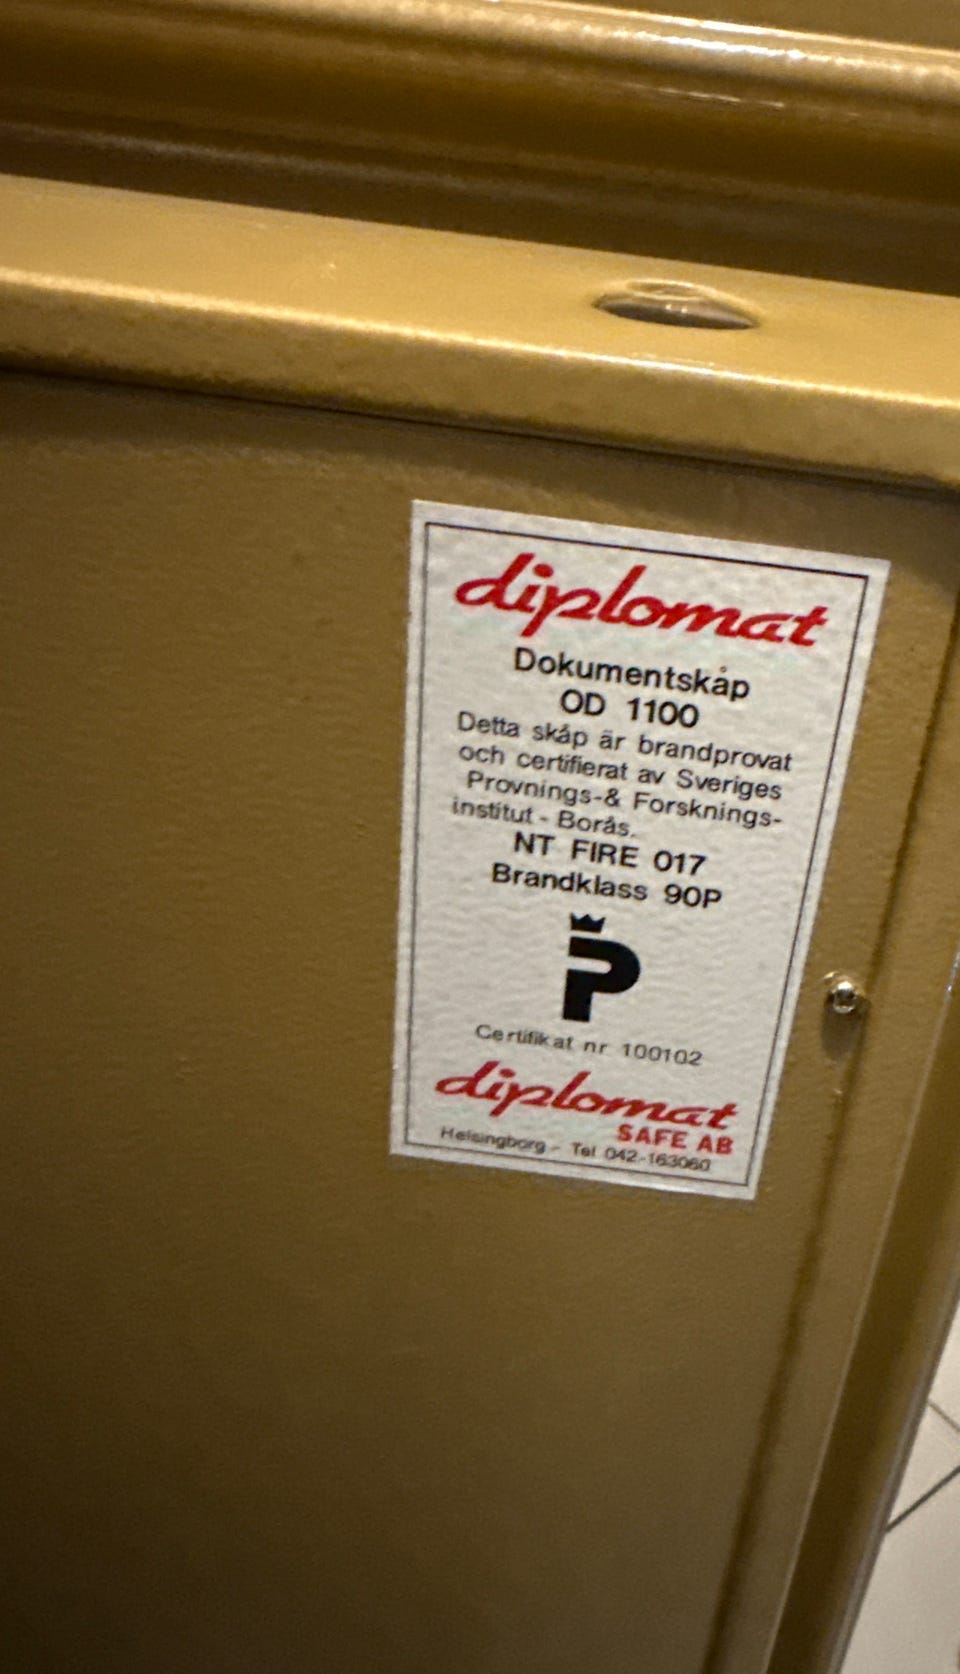 diplomat
Dokumentskåp
OD 1100
Detta skåp är brandprovat
och certifierat av Sveriges
Provnings-& Forsknings-
institut - Borås.
NT FIRE 017
Brandklass 90P
P
Certifikat nr 100102
diplomat
SAFE AB
Helsingborg - Tel 042-163060